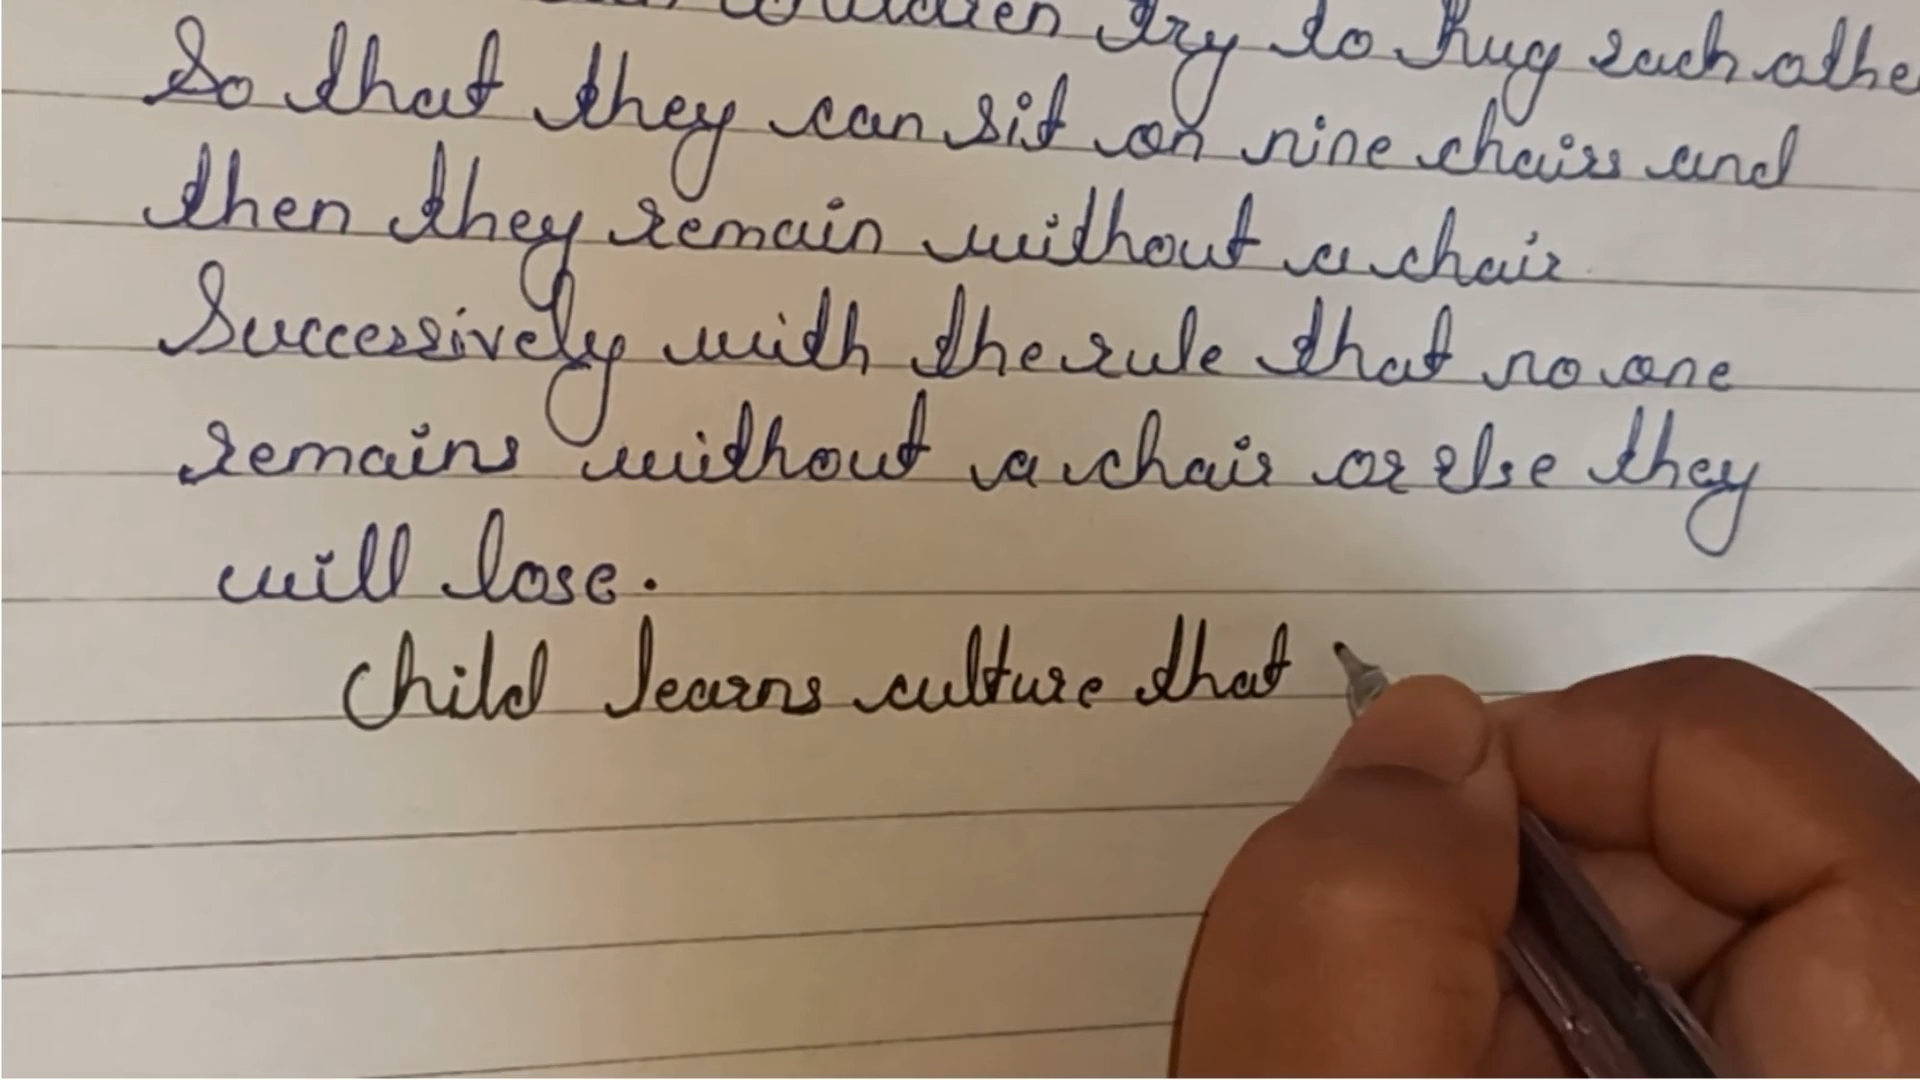 children try to hug each othe
So that they can sit on nine chairs and
then they remain without a chair
Successively with the rule that no one
remains without a chair or else they
will lose.
child learns culture that